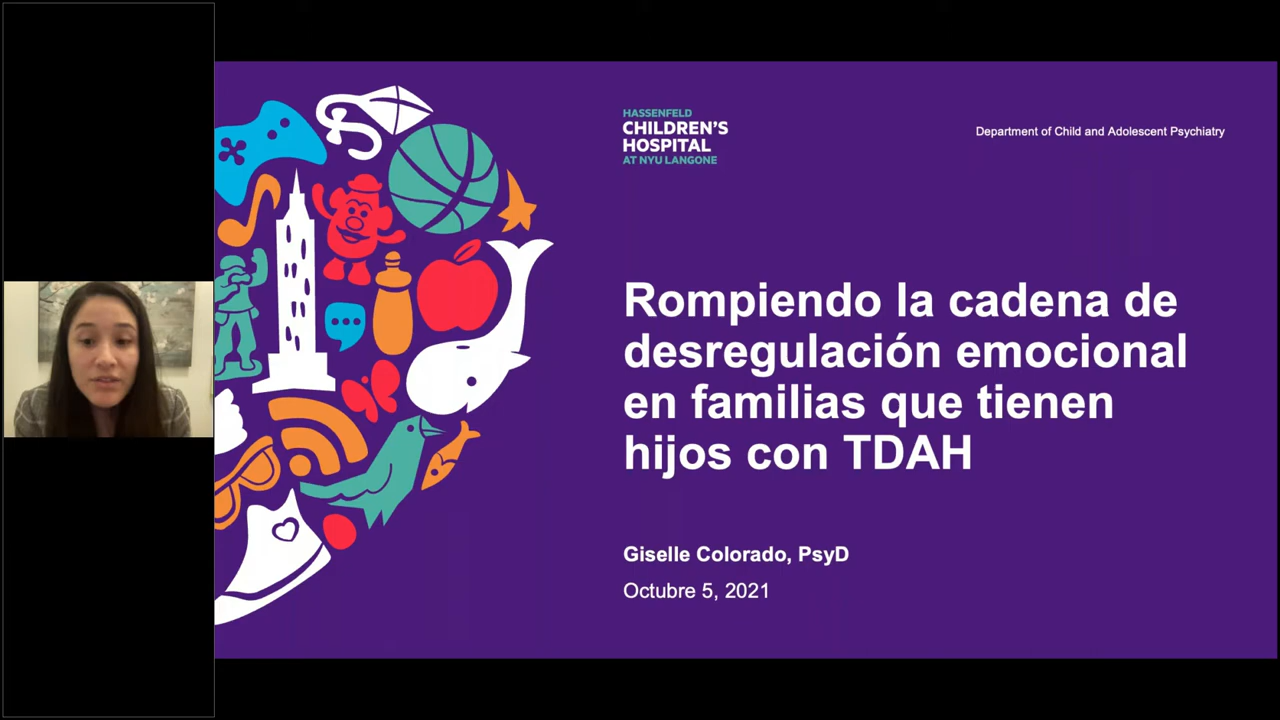 HASSENFELD
CHILDREN'S
HOSPITAL
AT NYU LANGONE
Department of Child and Adolescent Psychiatry
Rompiendo la cadena de
desregulación emocional
en familias que tienen
hijos con TDAH
Giselle Colorado, PsyD
Octubre 5, 2021